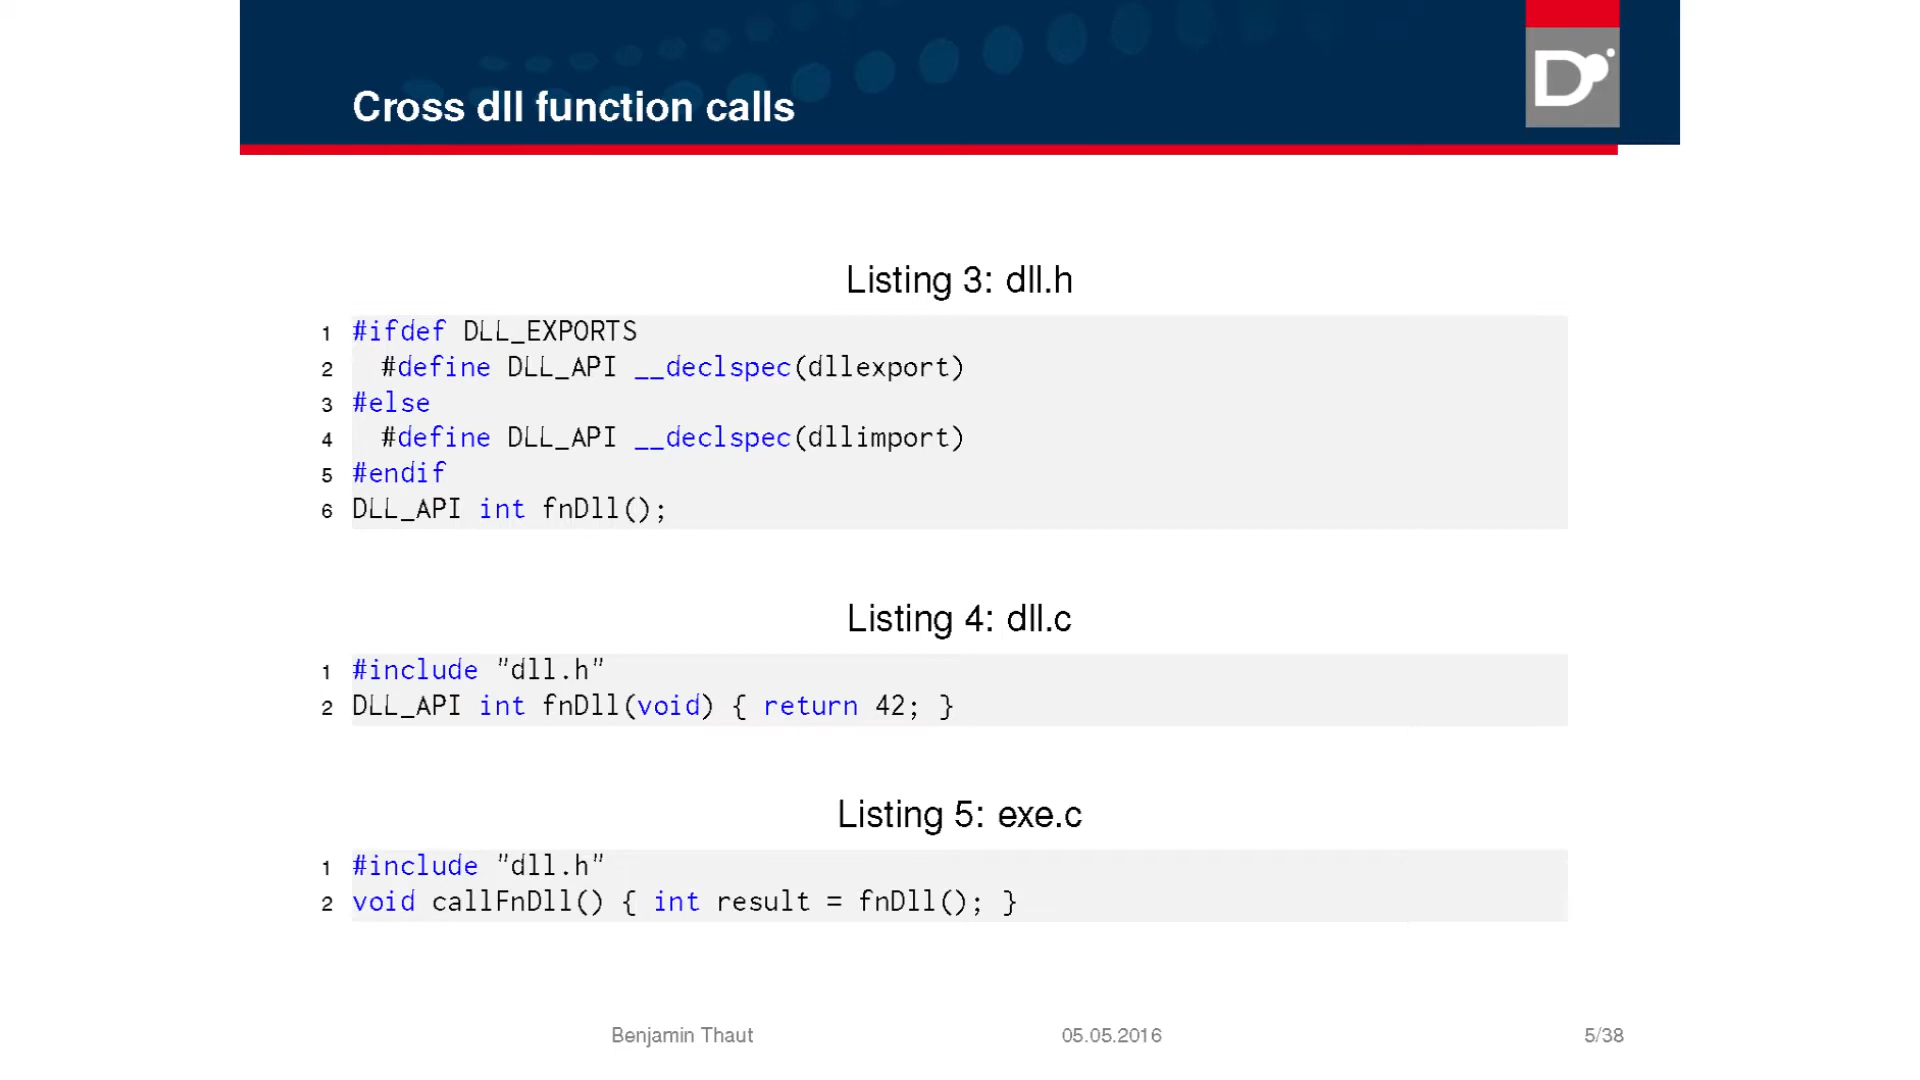 Cross dll function calls
Listing 3: dll.h
1 #ifdef DLL_EXPORTS
2   #define DLL_API __declspec(dllexport)
3 #else
4   #define DLL_API __declspec(dllimport)
5 #endif
6 DLL_API int fnDll();
Listing 4: dll.c
1 #include "dll.h"
2 DLL_API int fnDll(void) { return 42; }
Listing 5: exe.c
1 #include "dll.h"
2 void callFnDll() { int result = fnDll(); }
Benjamin Thaut 05.05.2016 5/38